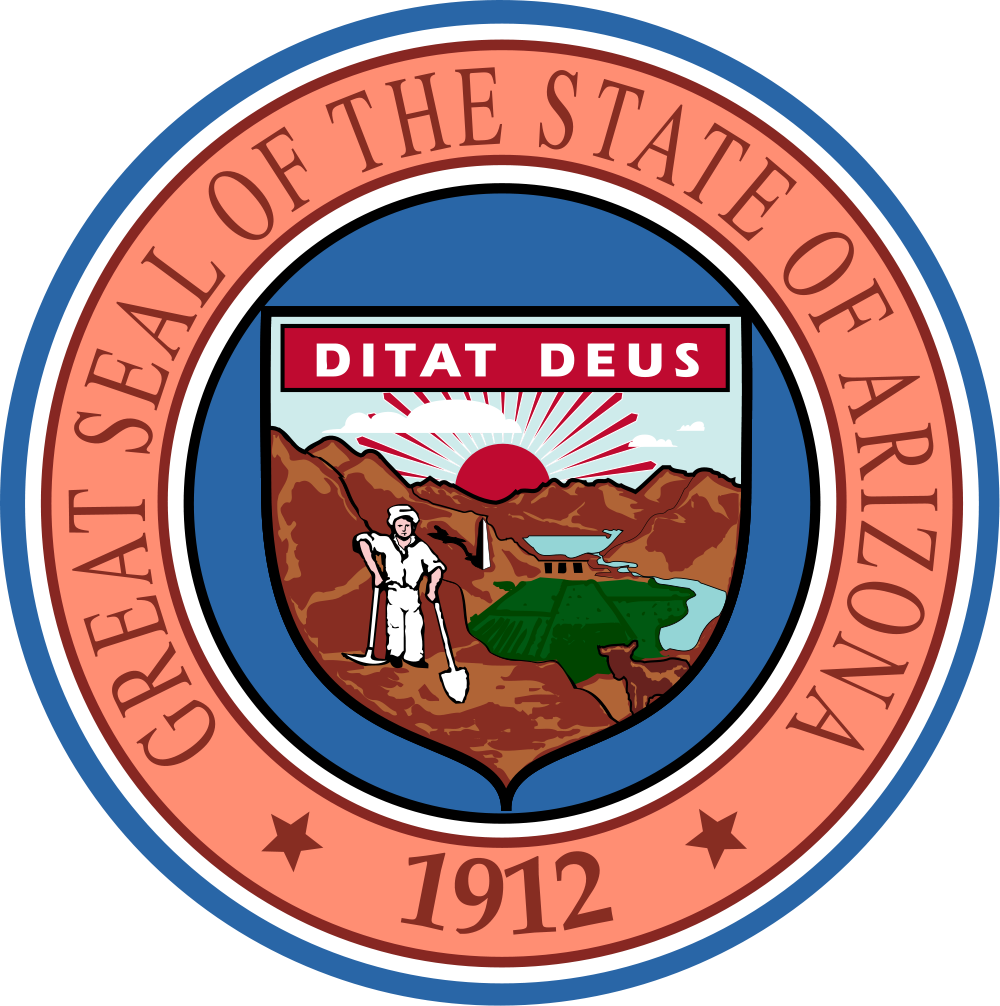 GREAT SEAL OF THE STATE OF ARIZONA
DITAT DEUS
1912